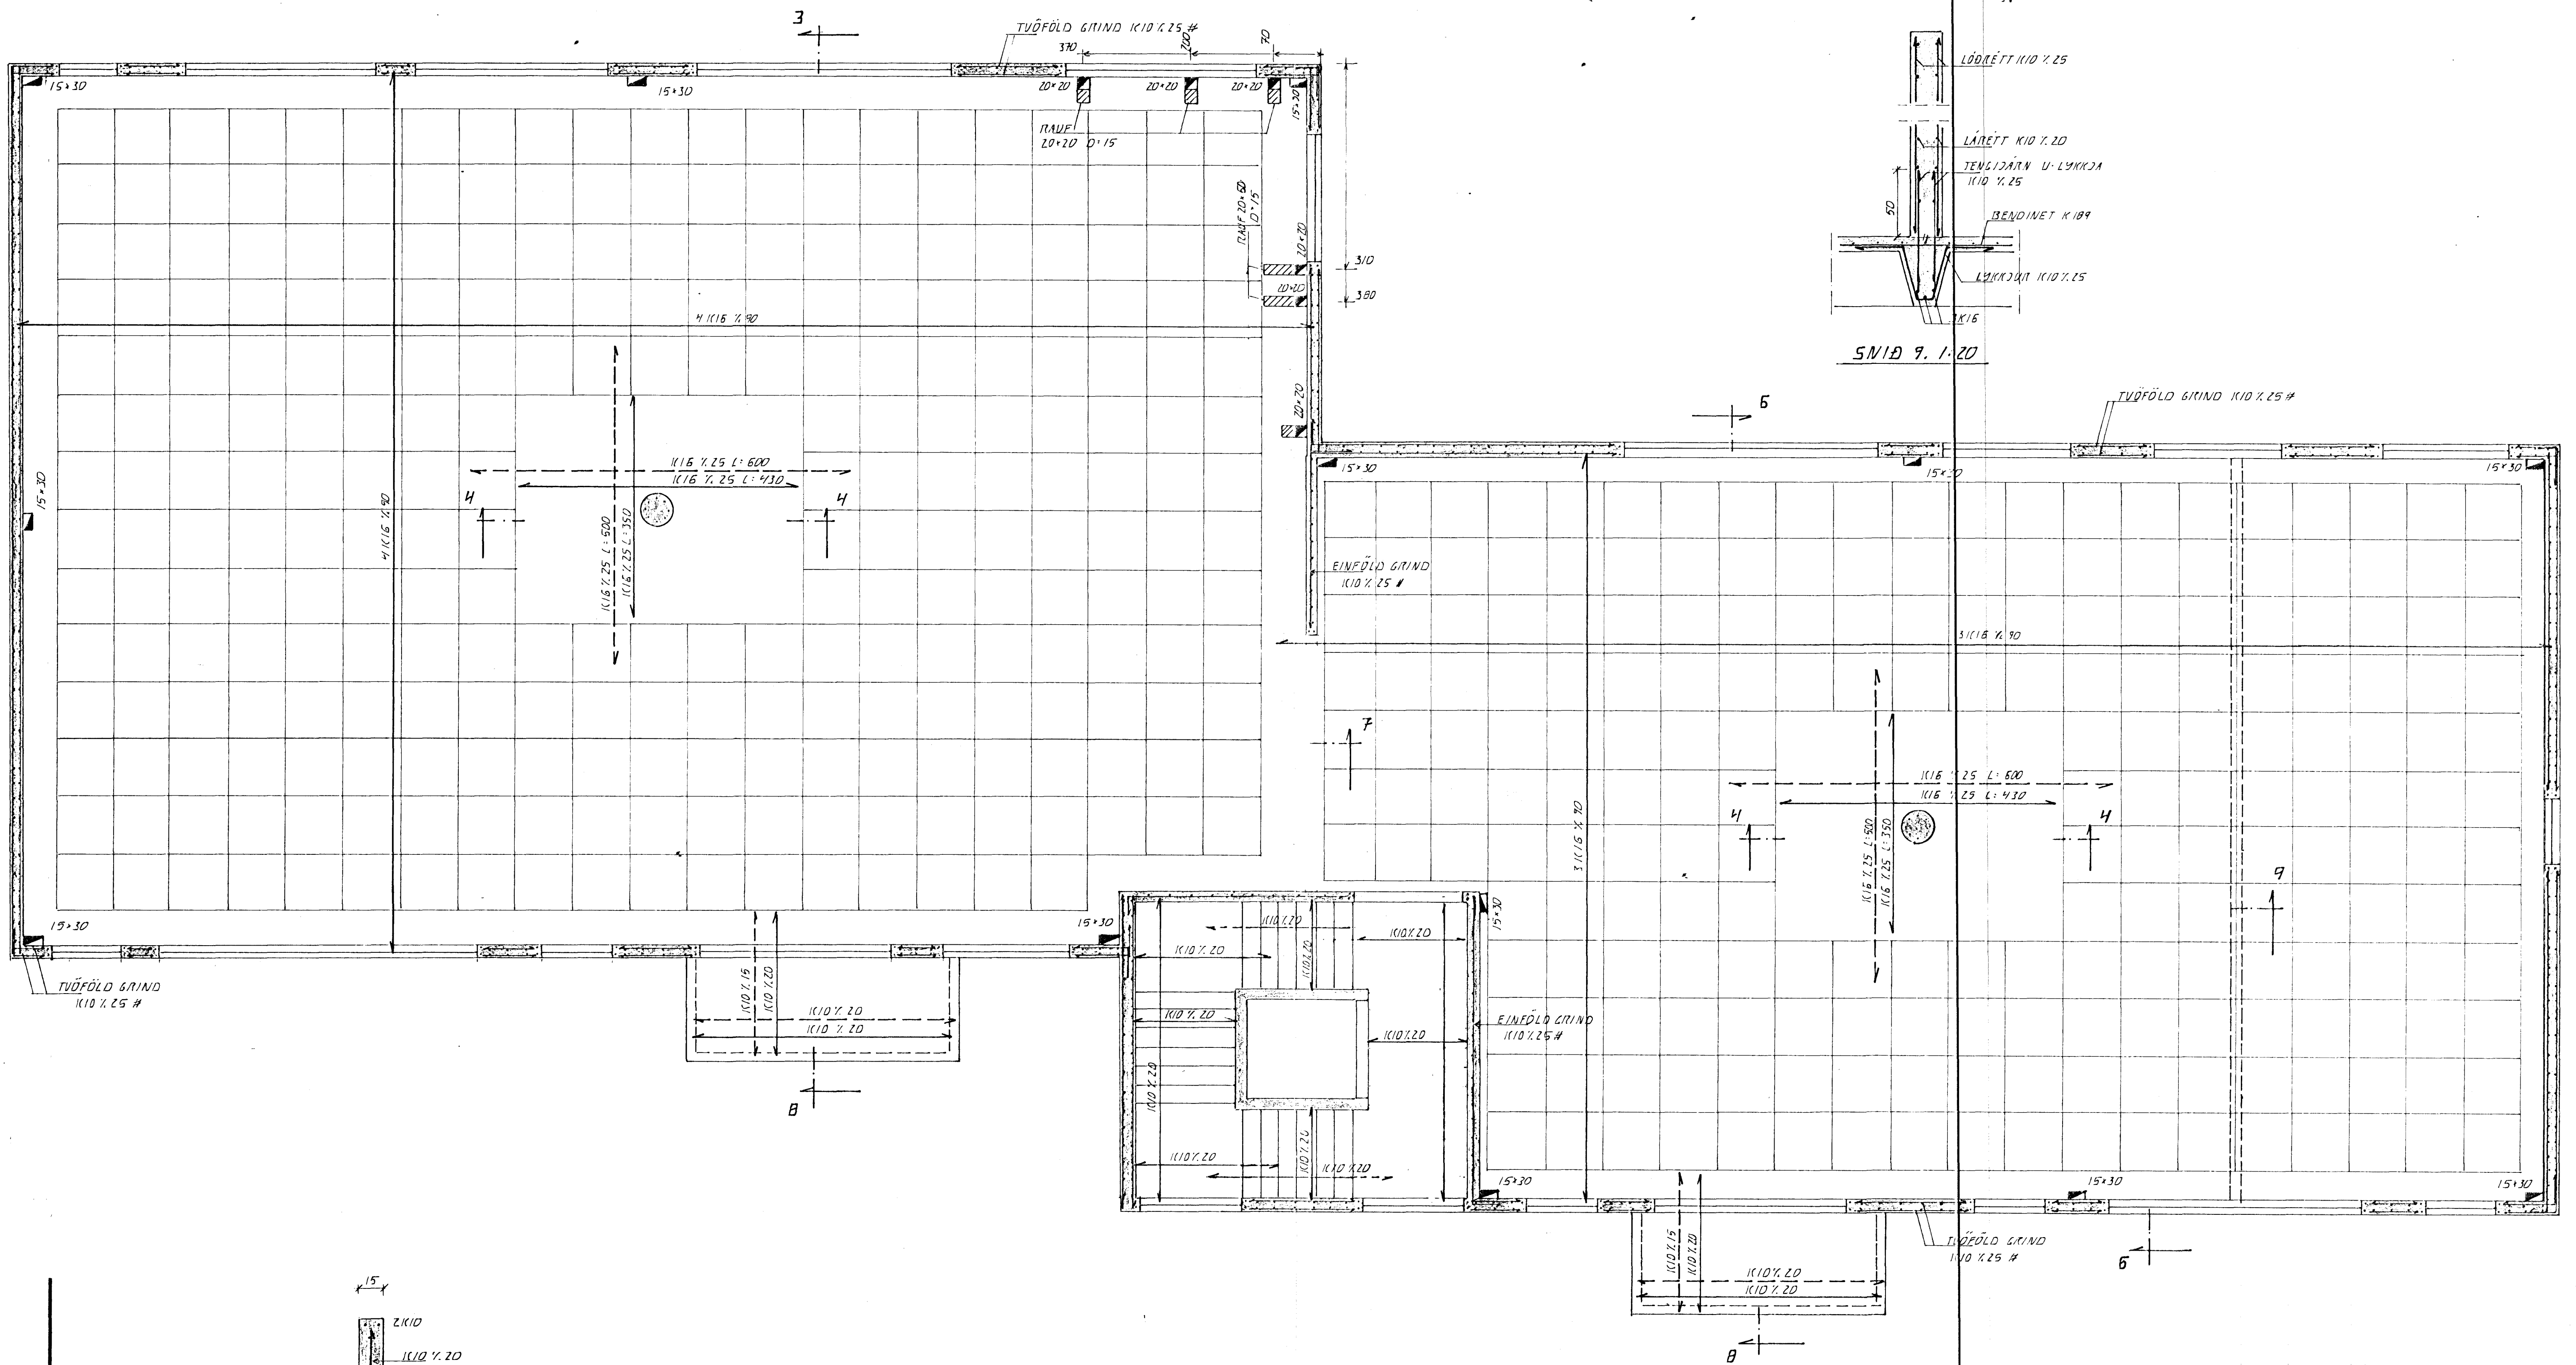 3
TVÖFÖLD GRIND K10 ٪ 25 #
370
200
70
15×30
15×30
20×20
20×20
20×20
15×30
RAUF
20×20 D=15
RAUF 20×60
D=15
20×20
20×20
310
380
4 K16 ٪ 90
20×20
K16 ٪ 25 L=600
K16 ٪ 25 L=430
4
4
K16 ٪ 25 L=500
K16 ٪ 25 L=350
15×30
4 K16 ٪ 90
LÓÐRÉTT K10 ٪ 25
LÁRÉTT K10 ٪ 20
TENGIJÁRN U-LYKKJA
K10 ٪ 25
50
BENDINET K189
LYKKJUR K10 ٪ 25
3K16
SNIÐ 9. 1:20
6
TVÖFÖLD GRIND K10 ٪ 25 #
15×30
15×30
15×30
EINFÖLD GRIND
K10 ٪ 25 #
3 K16 ٪ 90
7
K16 ٪ 25 L=600
K16 ٪ 25 L=430
4
4
K16 ٪ 25 L=500
K16 ٪ 25 L=350
3 K16 ٪ 90
9
15×30
15×30
15×30
TVÖFÖLD GRIND
K10 ٪ 25 #
K10 ٪ 15
K10 ٪ 20
K10 ٪ 20
K10 ٪ 20
8
K10 ٪ 20
K10 ٪ 20
K10 ٪ 20
K10 ٪ 20
K10 ٪ 20
K10 ٪ 20
K10 ٪ 20
K10 ٪ 20
K10 ٪ 20
K10 ٪ 20
EINFÖLD GRIND
K10 ٪ 25 #
15×30
15×30
15×30
K10 ٪ 15
K10 ٪ 20
K10 ٪ 20
K10 ٪ 20
TVÖFÖLD GRIND
K10 ٪ 25 #
6
8
15
2K10
K10 ٪ 20